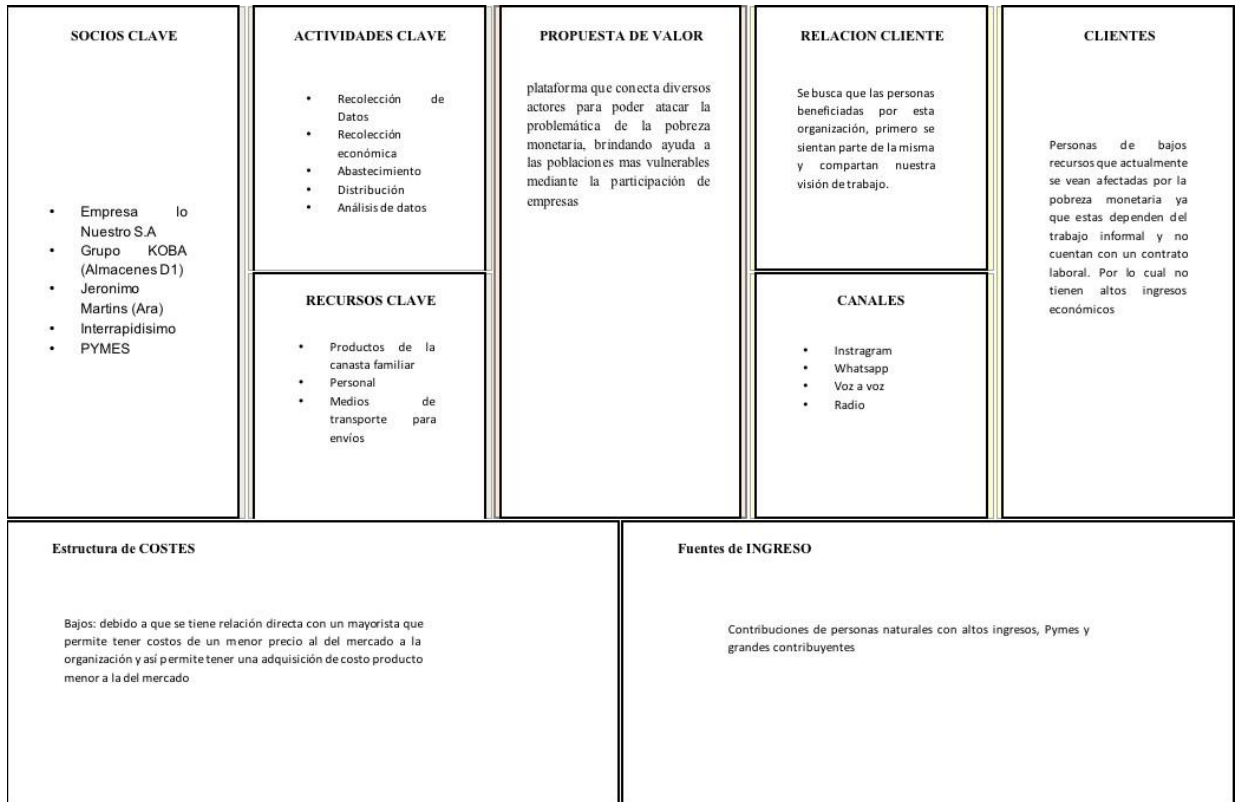 SOCIOS CLAVE
• Empresa lo
Nuestro S.A
• Grupo KOBA
(Almacenes D1)
• Jeronimo
Martins (Ara)
• Interrapidisimo
• PYMES
ACTIVIDADES CLAVE
• Recolección de
Datos
• Recolección
económica
• Abastecimiento
• Distribución
• Análisis de datos
RECURSOS CLAVE
• Productos de la
canasta familiar
• Personal
• Medios de
transporte para
envíos
PROPUESTA DE VALOR
plataforma que conecta diversos
actores para poder atacar la
problemática de la pobreza
monetaria, brindando ayuda a
las poblaciones mas vulnerables
mediante la participación de
empresas
RELACION CLIENTE
Se busca que las personas
beneficiadas por esta
organización, primero se
sientan parte de la misma
y compartan nuestra
visión de trabajo.
CANALES
• Instragram
• Whatsapp
• Voz a voz
• Radio
CLIENTES
Personas de bajos
recursos que actualmente
se vean afectadas por la
pobreza monetaria ya
que estas dependen del
trabajo informal y no
cuentan con un contrato
laboral. Por lo cual no
tienen altos ingresos
económicos
Estructura de COSTES
Bajos: debido a que se tiene relación directa con un mayorista que
permite tener costos de un menor precio al del mercado a la
organización y así permite tener una adquisición de costo producto
menor a la del mercado
Fuentes de INGRESO
Contribuciones de personas naturales con altos ingresos, Pymes y
grandes contribuyentes